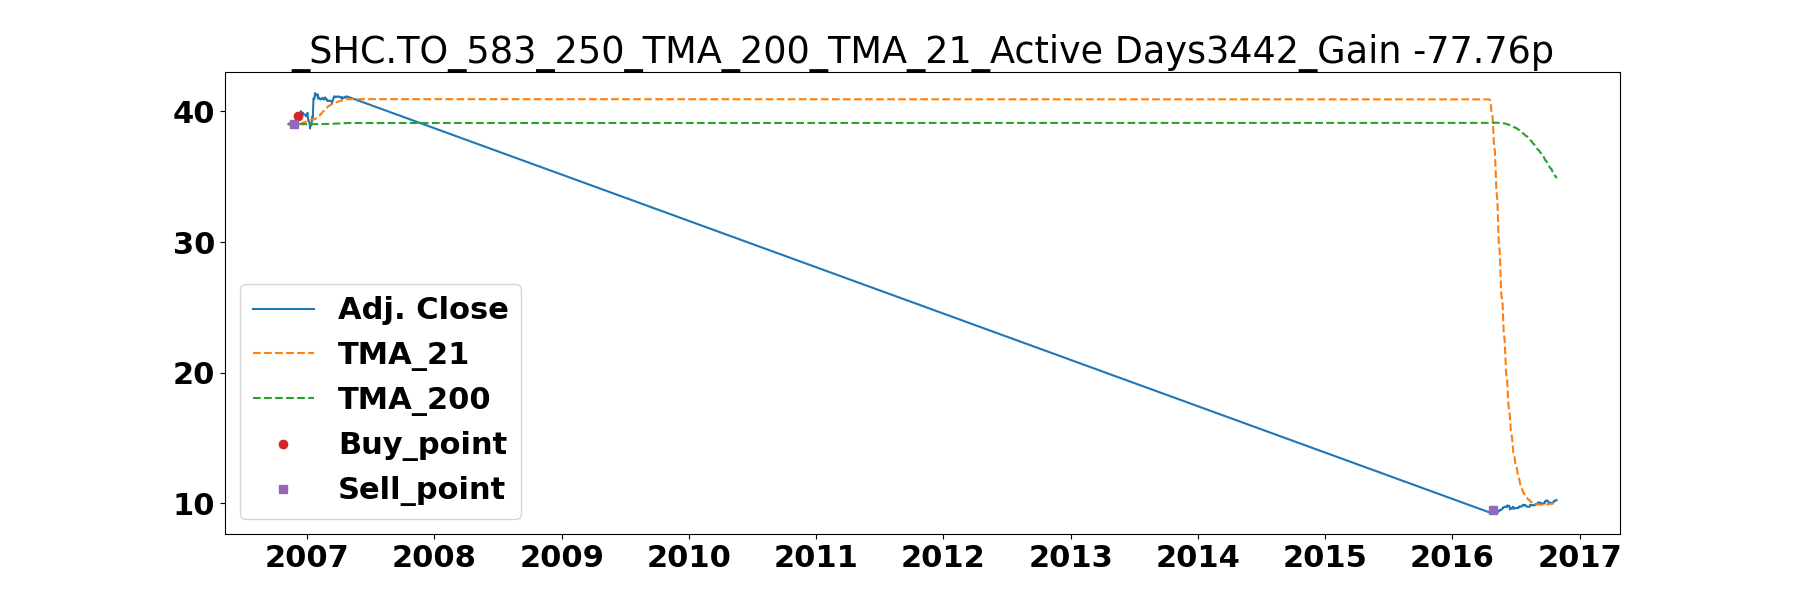 _SHC.TO_583_250_TMA_200_TMA_21_Active Days3442_Gain -77.76p
40
30
20
10
Adj. Close
TMA_21
TMA_200
Buy_point
Sell_point
2007 2008 2009 2010 2011 2012 2013 2014 2015 2016 2017